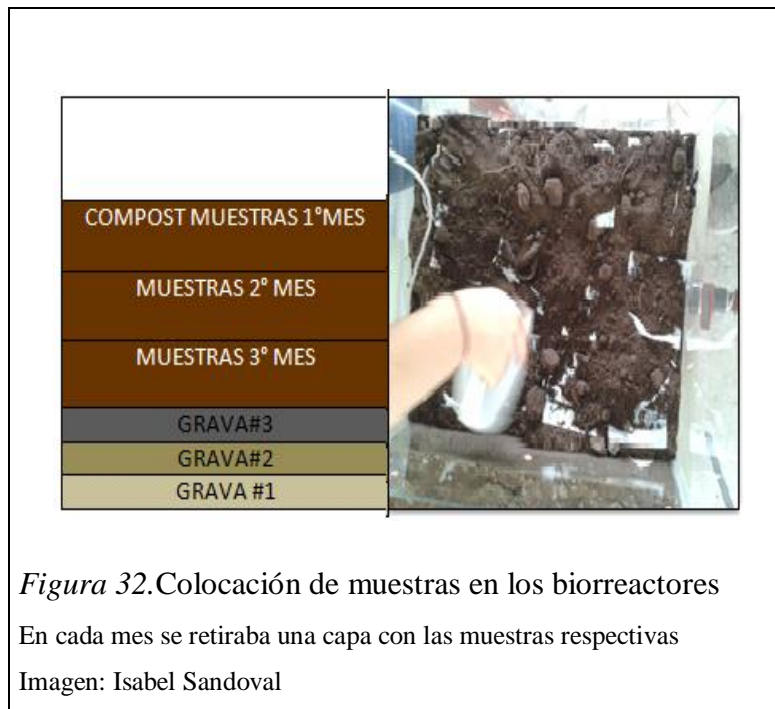 COMPOST MUESTRAS 1°MES
MUESTRAS 2° MES
MUESTRAS 3° MES
GRAVA#3
GRAVA#2
GRAVA #1
Figura 32.Colocación de muestras en los biorreactores
En cada mes se retiraba una capa con las muestras respectivas
Imagen: Isabel Sandoval